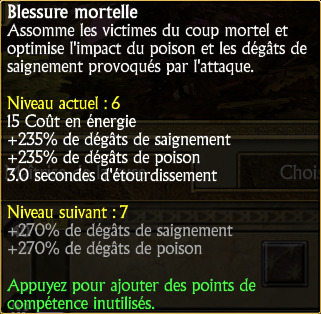 Blessure mortelle
Assomme les victimes du coup mortel et
optimise l'impact du poison et les dégâts de
saignement provoqués par l'attaque.
Niveau actuel : 6
15 Coût en énergie
+235% de dégâts de saignement
+235% de dégâts de poison
3.0 secondes d'étourdissement
Chois
Niveau suivant : 7
+270% de dégâts de saignement
+270% de dégâts de poison
Appuyez pour ajouter des points de
compétence inutilisés.